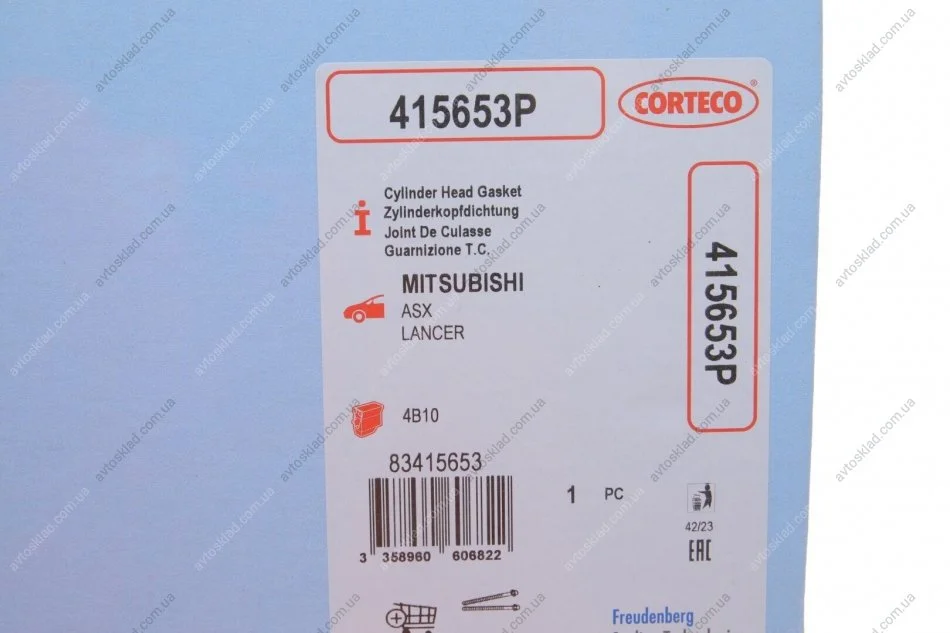 415653P
CORTECO®
415653P
i
Cylinder Head Gasket
Zylinderkopfdichtung
Joint De Culasse
Guarnizione T.C.
MITSUBISHI
ASX
LANCER
4B10
83415653
3 358960 606822
1 PC
42/23
EAC
Freudenberg
avtosklad.com.ua